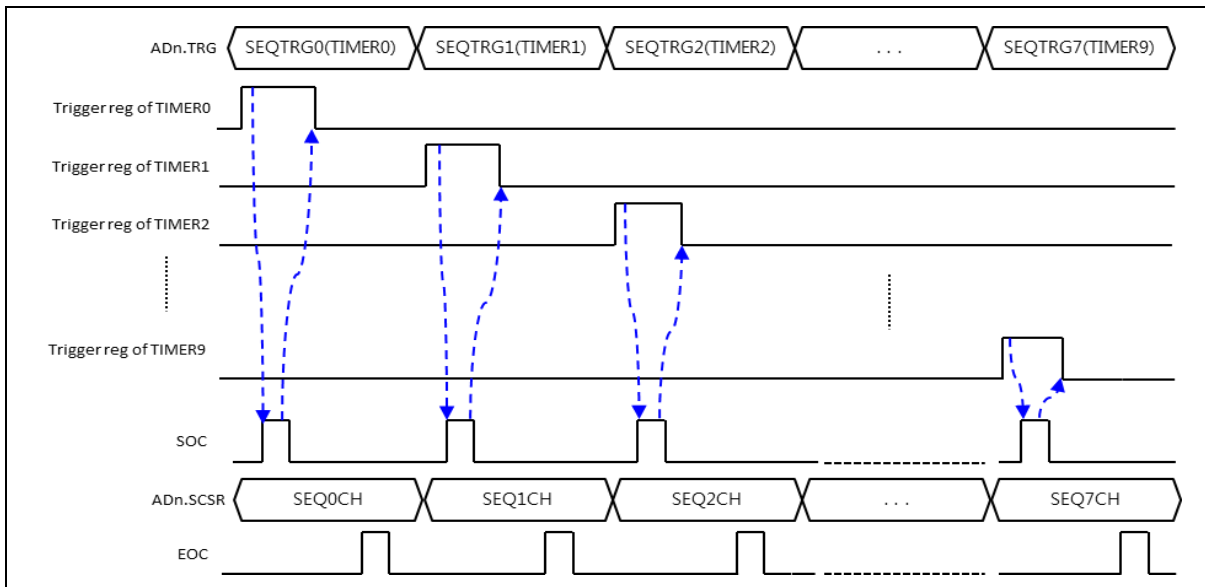 ADn.TRG SEQTRG0(TIMER0) SEQTRG1(TIMER1) SEQTRG2(TIMER2) . . . SEQTRG7(TIMER9)
Trigger reg of TIMER0
Trigger reg of TIMER1
Trigger reg of TIMER2
Trigger reg of TIMER9
SOC
ADn.SCSR SEQ0CH SEQ1CH SEQ2CH . . . SEQ7CH
EOC